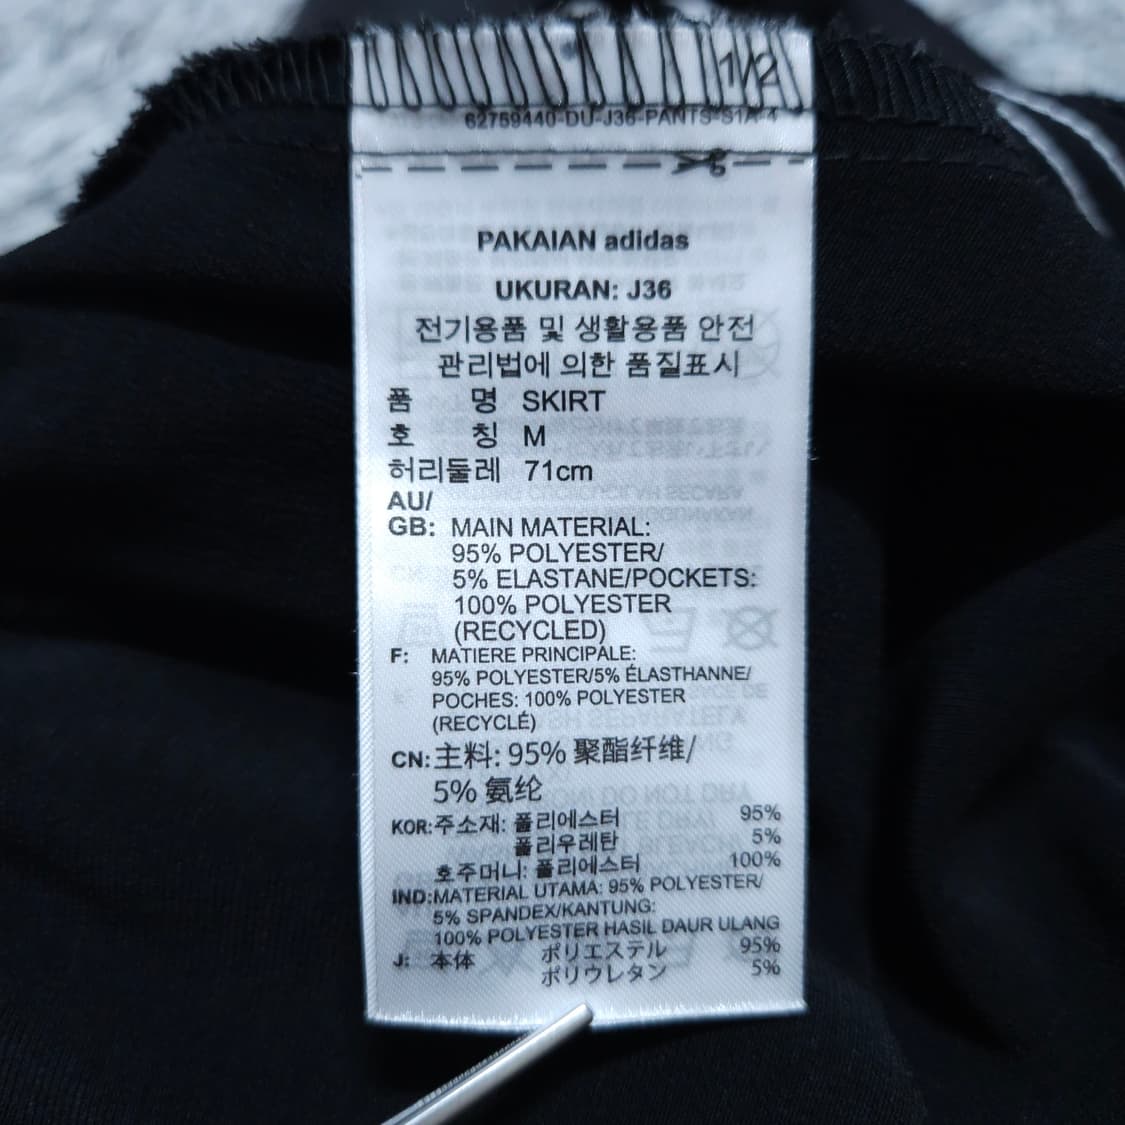 1/2
62759440-DU-J36-PANTS-S1A-4
PAKAIAN adidas
UKURAN: J36
전기용품 및 생활용품 안전
관리법에 의한 품질표시
품 명 SKIRT
호 칭 M
허리둘레 71cm
AU/
GB: MAIN MATERIAL:
95% POLYESTER/
5% ELASTANE/POCKETS:
100% POLYESTER
(RECYCLED)
F: MATIERE PRINCIPALE:
95% POLYESTER/5% ÉLASTHANNE/
POCHES: 100% POLYESTER
(RECYCLÉ)
CN: 主料: 95% 聚酯纤维/
5% 氨纶
KOR: 주소재: 폴리에스터 95%
폴리우레탄 5%
호주머니: 폴리에스터 100%
IND: MATERIAL UTAMA: 95% POLYESTER/
5% SPANDEX/KANTUNG:
100% POLYESTER HASIL DAUR ULANG
J: 本体 ポリエステル 95%
ポリウレタン 5%